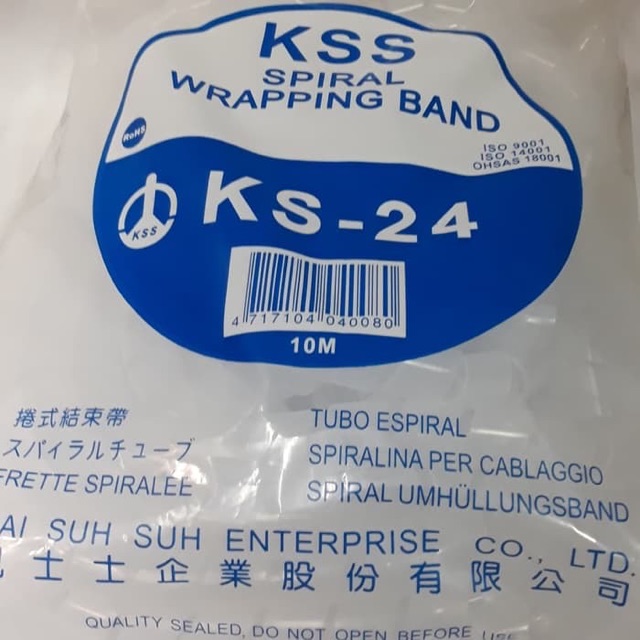 KSS
SPIRAL
WRAPPING BAND
RoHS
ISO 9001
ISO 14001
OHSAS 18001
KSS
KS-24
4 717104 040080
10M
捲式結束帶
TUBO ESPIRAL
スパイラルチューブ
SPIRALINA PER CABLAGGIO
FRETTE SPIRALEE
SPIRAL UMHÜLLUNGSBAND
AI SUH SUH ENTERPRISE CO., LTD.
士士企業股份有限公司
QUALITY SEALED, DO NOT OPEN BEFORE